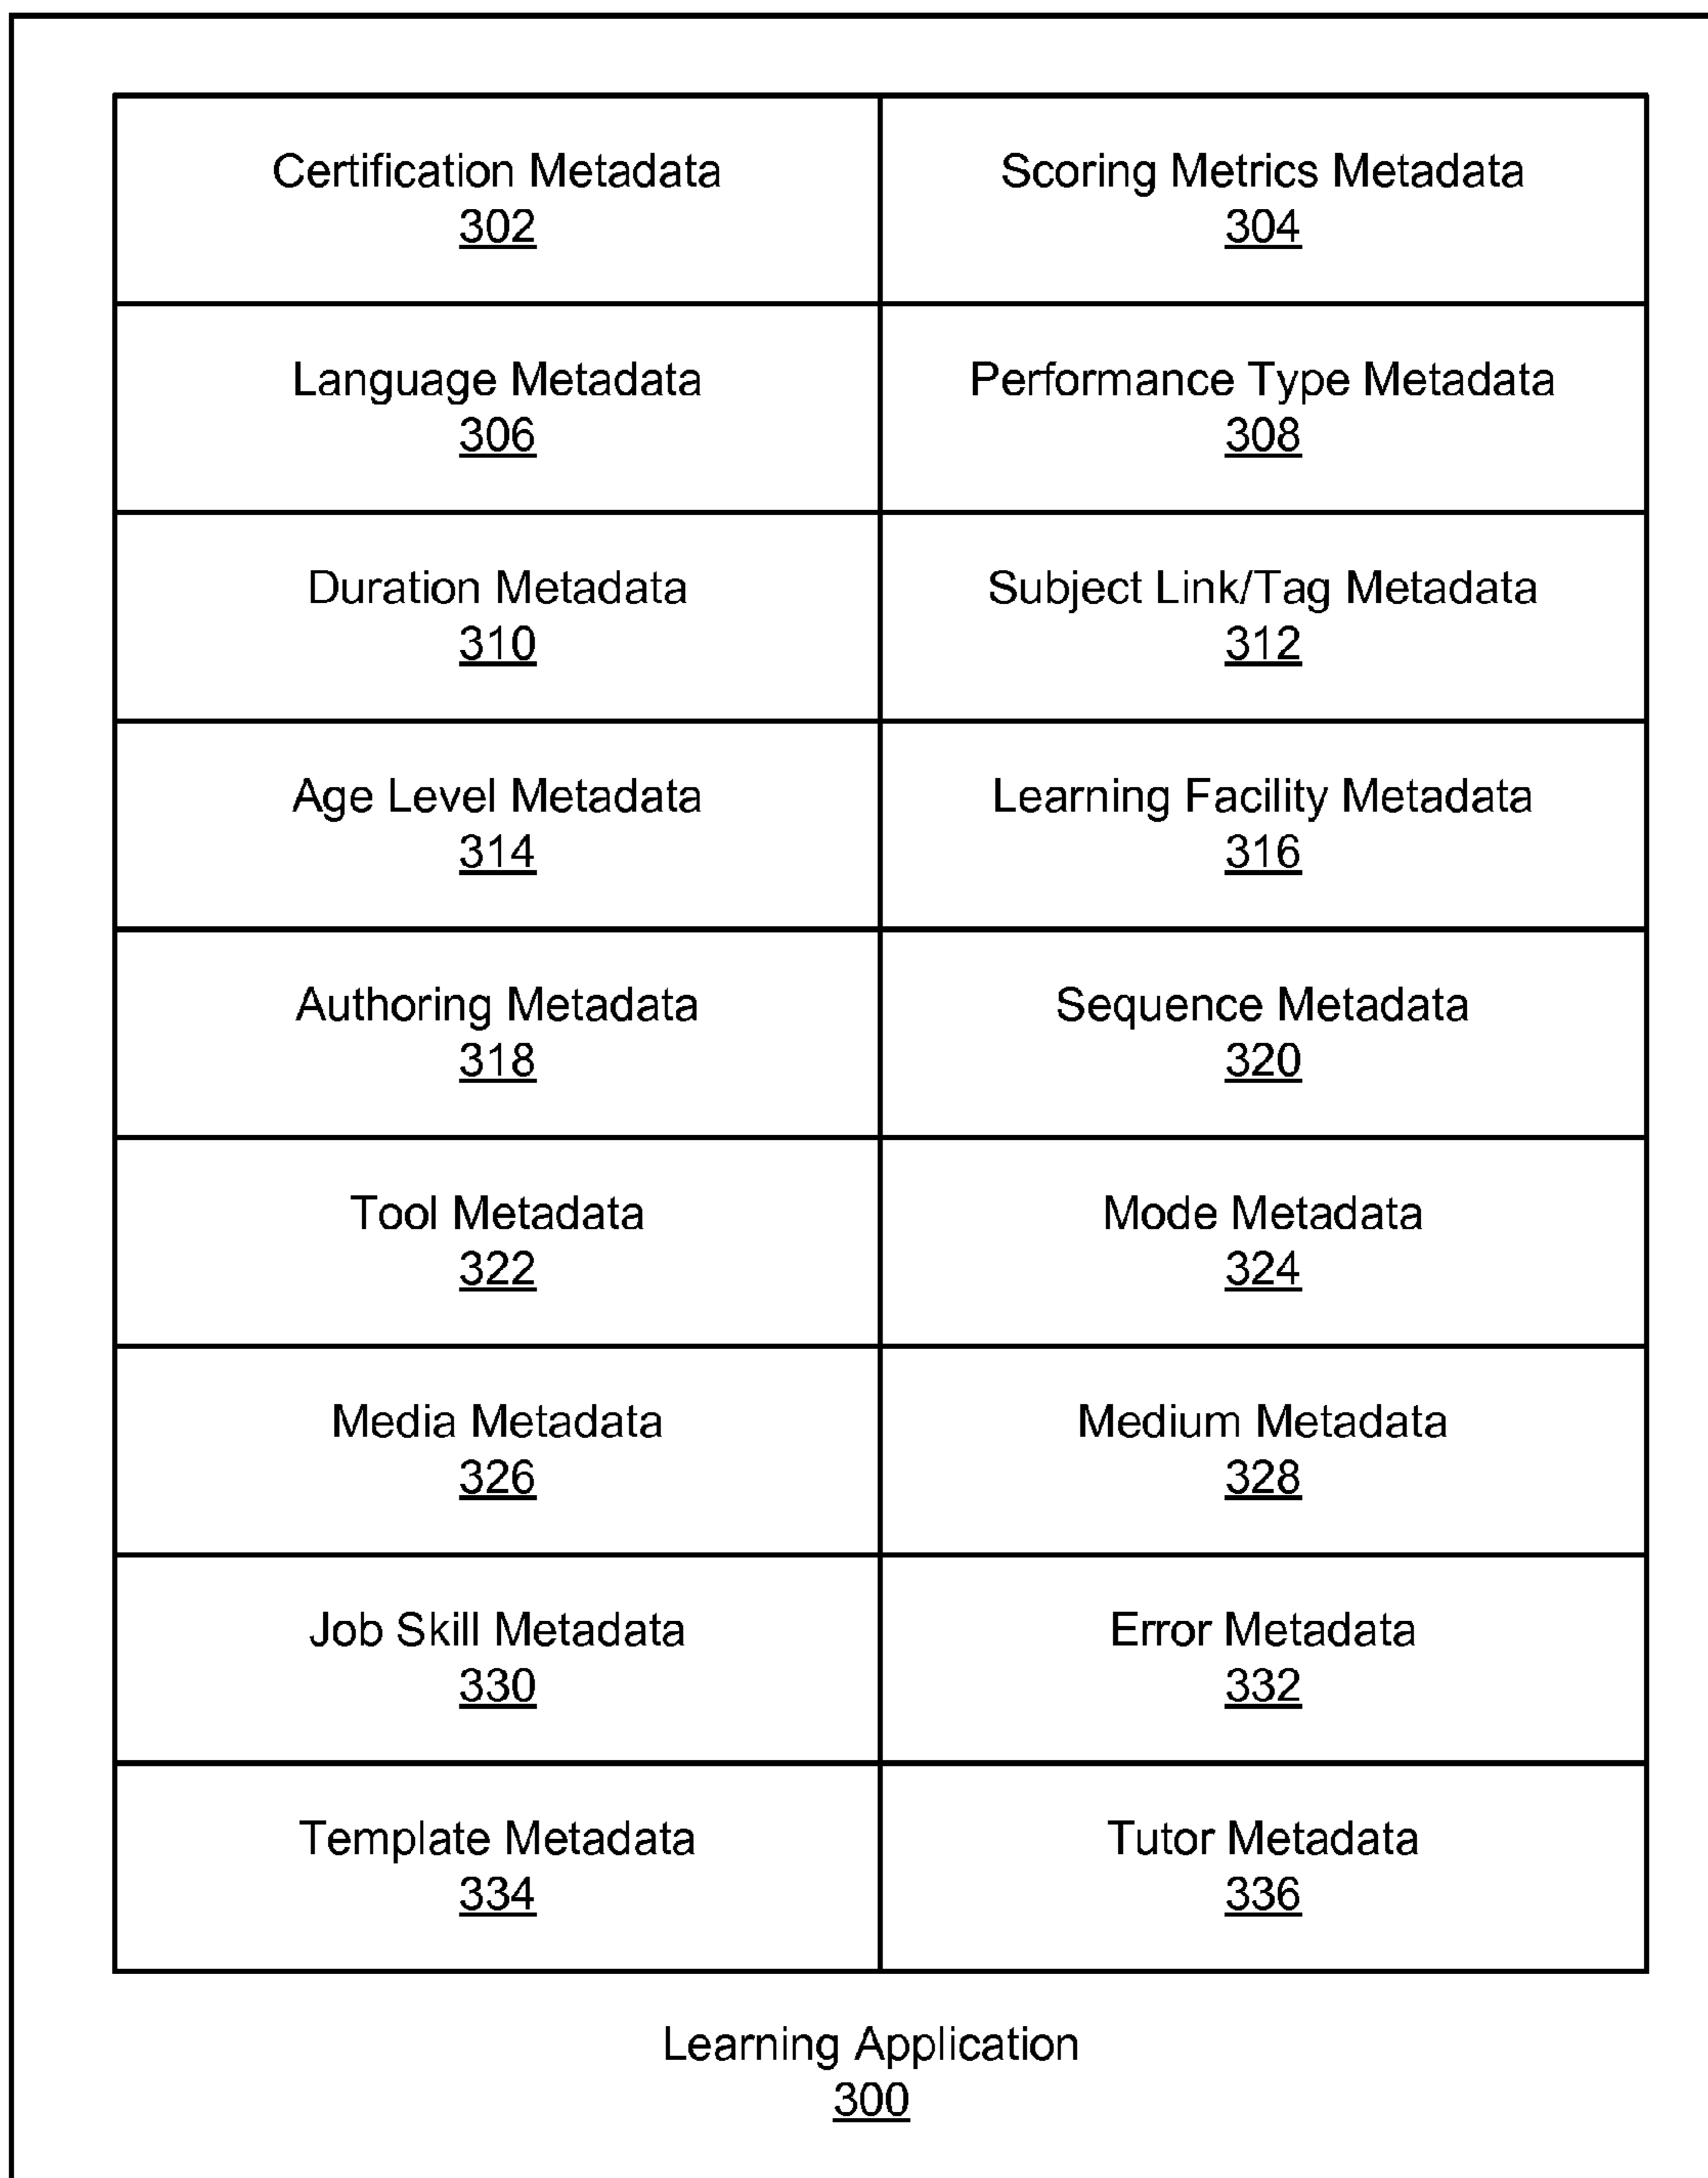 Certification Metadata
302
Scoring Metrics Metadata
304
Language Metadata
306
Performance Type Metadata
308
Duration Metadata
310
Subject Link/Tag Metadata
312
Age Level Metadata
314
Learning Facility Metadata
316
Authoring Metadata
318
Sequence Metadata
320
Tool Metadata
322
Mode Metadata
324
Media Metadata
326
Medium Metadata
328
Job Skill Metadata
330
Error Metadata
332
Template Metadata
334
Tutor Metadata
336
Learning Application
300